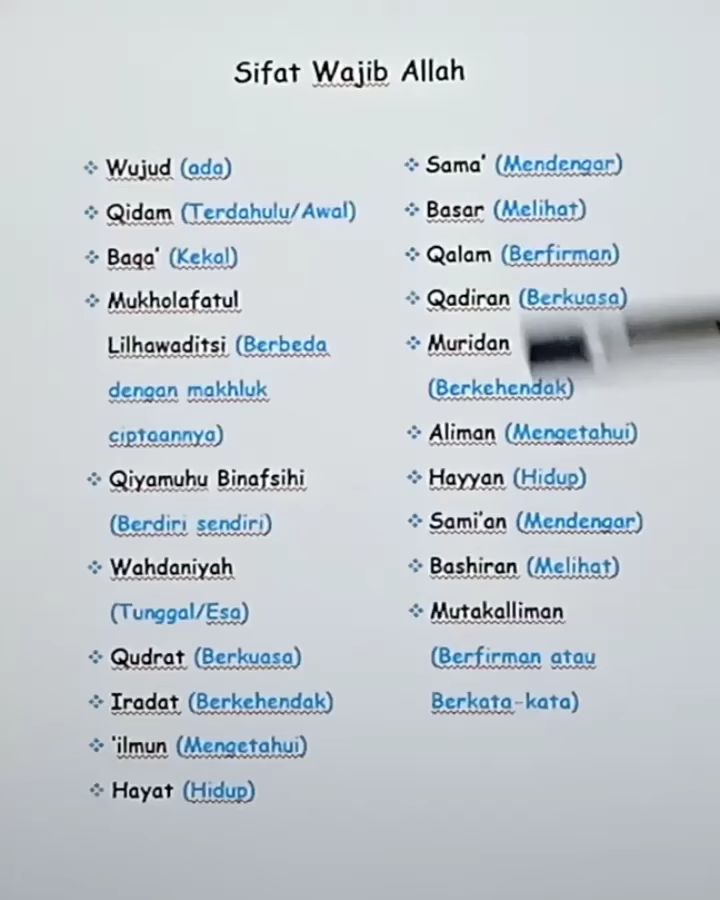 Sifat Wajib Allah
❖ Wujud (ada)
❖ Qidam (Terdahulu/Awal)
❖ Baqa' (Kekal)
❖ Mukholafatul
Lilhawaditsi (Berbeda
dengan makhluk
ciptaannya)
❖ Qiyamuhu Binafsihi
(Berdiri sendiri)
❖ Wahdaniyah
(Tunggal/Esa)
❖ Qudrat (Berkuasa)
❖ Iradat (Berkehendak)
❖ 'ilmun (Mengetahui)
❖ Hayat (Hidup)
❖ Sama' (Mendengar)
❖ Basar (Melihat)
❖ Qalam (Berfirman)
❖ Qadiran (Berkuasa)
❖ Muridan
(Berkehendak)
❖ Aliman (Mengetahui)
❖ Hayyan (Hidup)
❖ Sami'an (Mendengar)
❖ Bashiran (Melihat)
❖ Mutakalliman
(Berfirman atau
Berkata-kata)